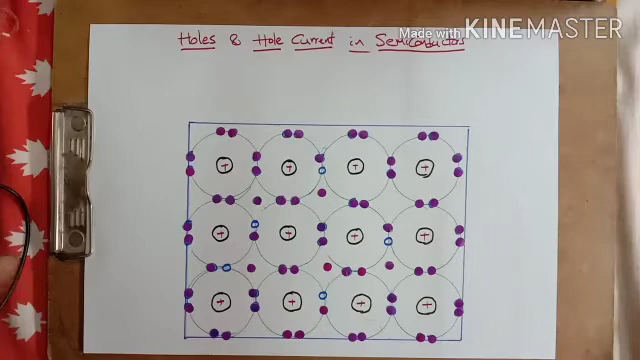 Made with KINEMASTER
Holes & Hole Current in Semiconductors
+ + + +
+ + + +
+ + + +